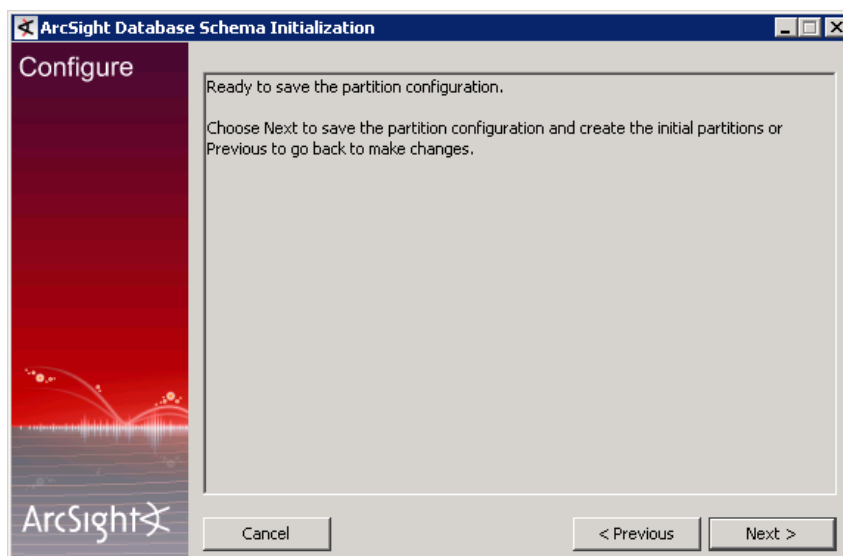 ArcSight Database Schema Initialization
Configure
Ready to save the partition configuration.
Choose Next to save the partition configuration and create the initial partitions or
Previous to go back to make changes.
ArcSight
Cancel
< Previous
Next >